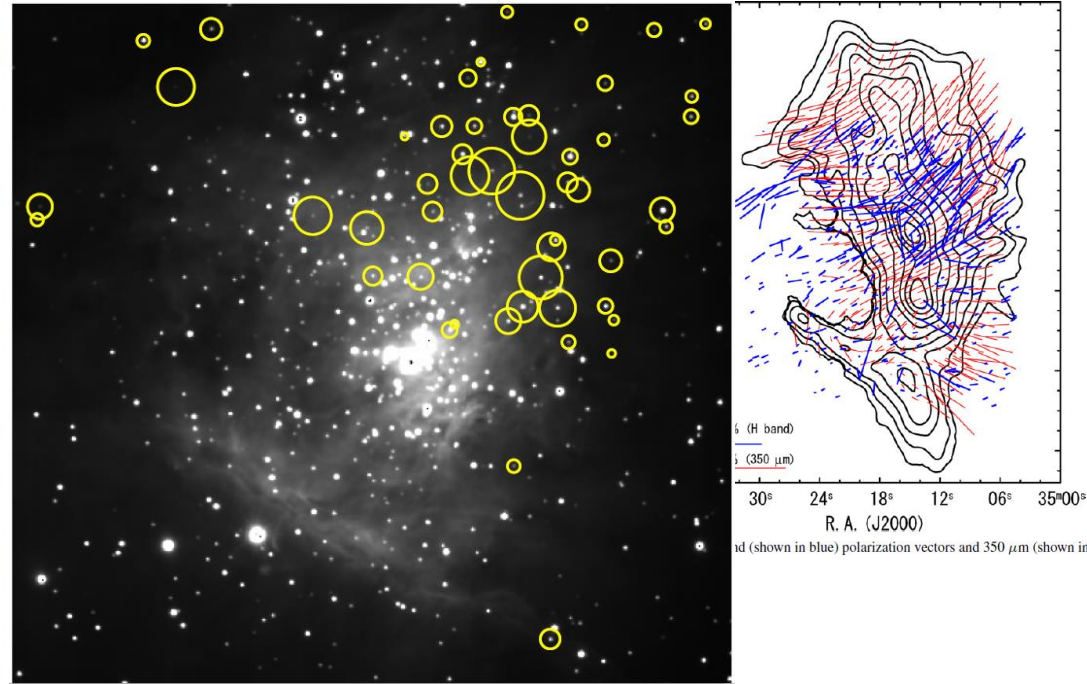 % (H band)
% (350 μm)
30ˢ 24ˢ 18ˢ 12ˢ 06ˢ 35ᵐ00ˢ
R. A. (J2000)
nd (shown in blue) polarization vectors and 350 μm (shown in